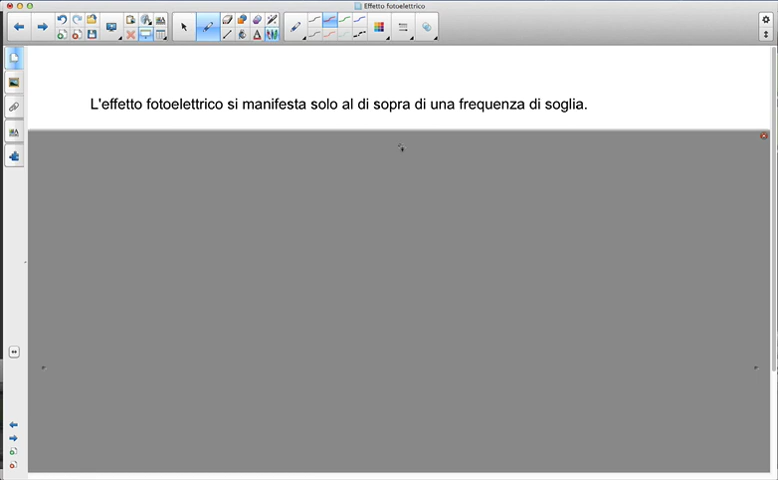 Effetto fotoelettrico
L'effetto fotoelettrico si manifesta solo al di sopra di una frequenza di soglia.